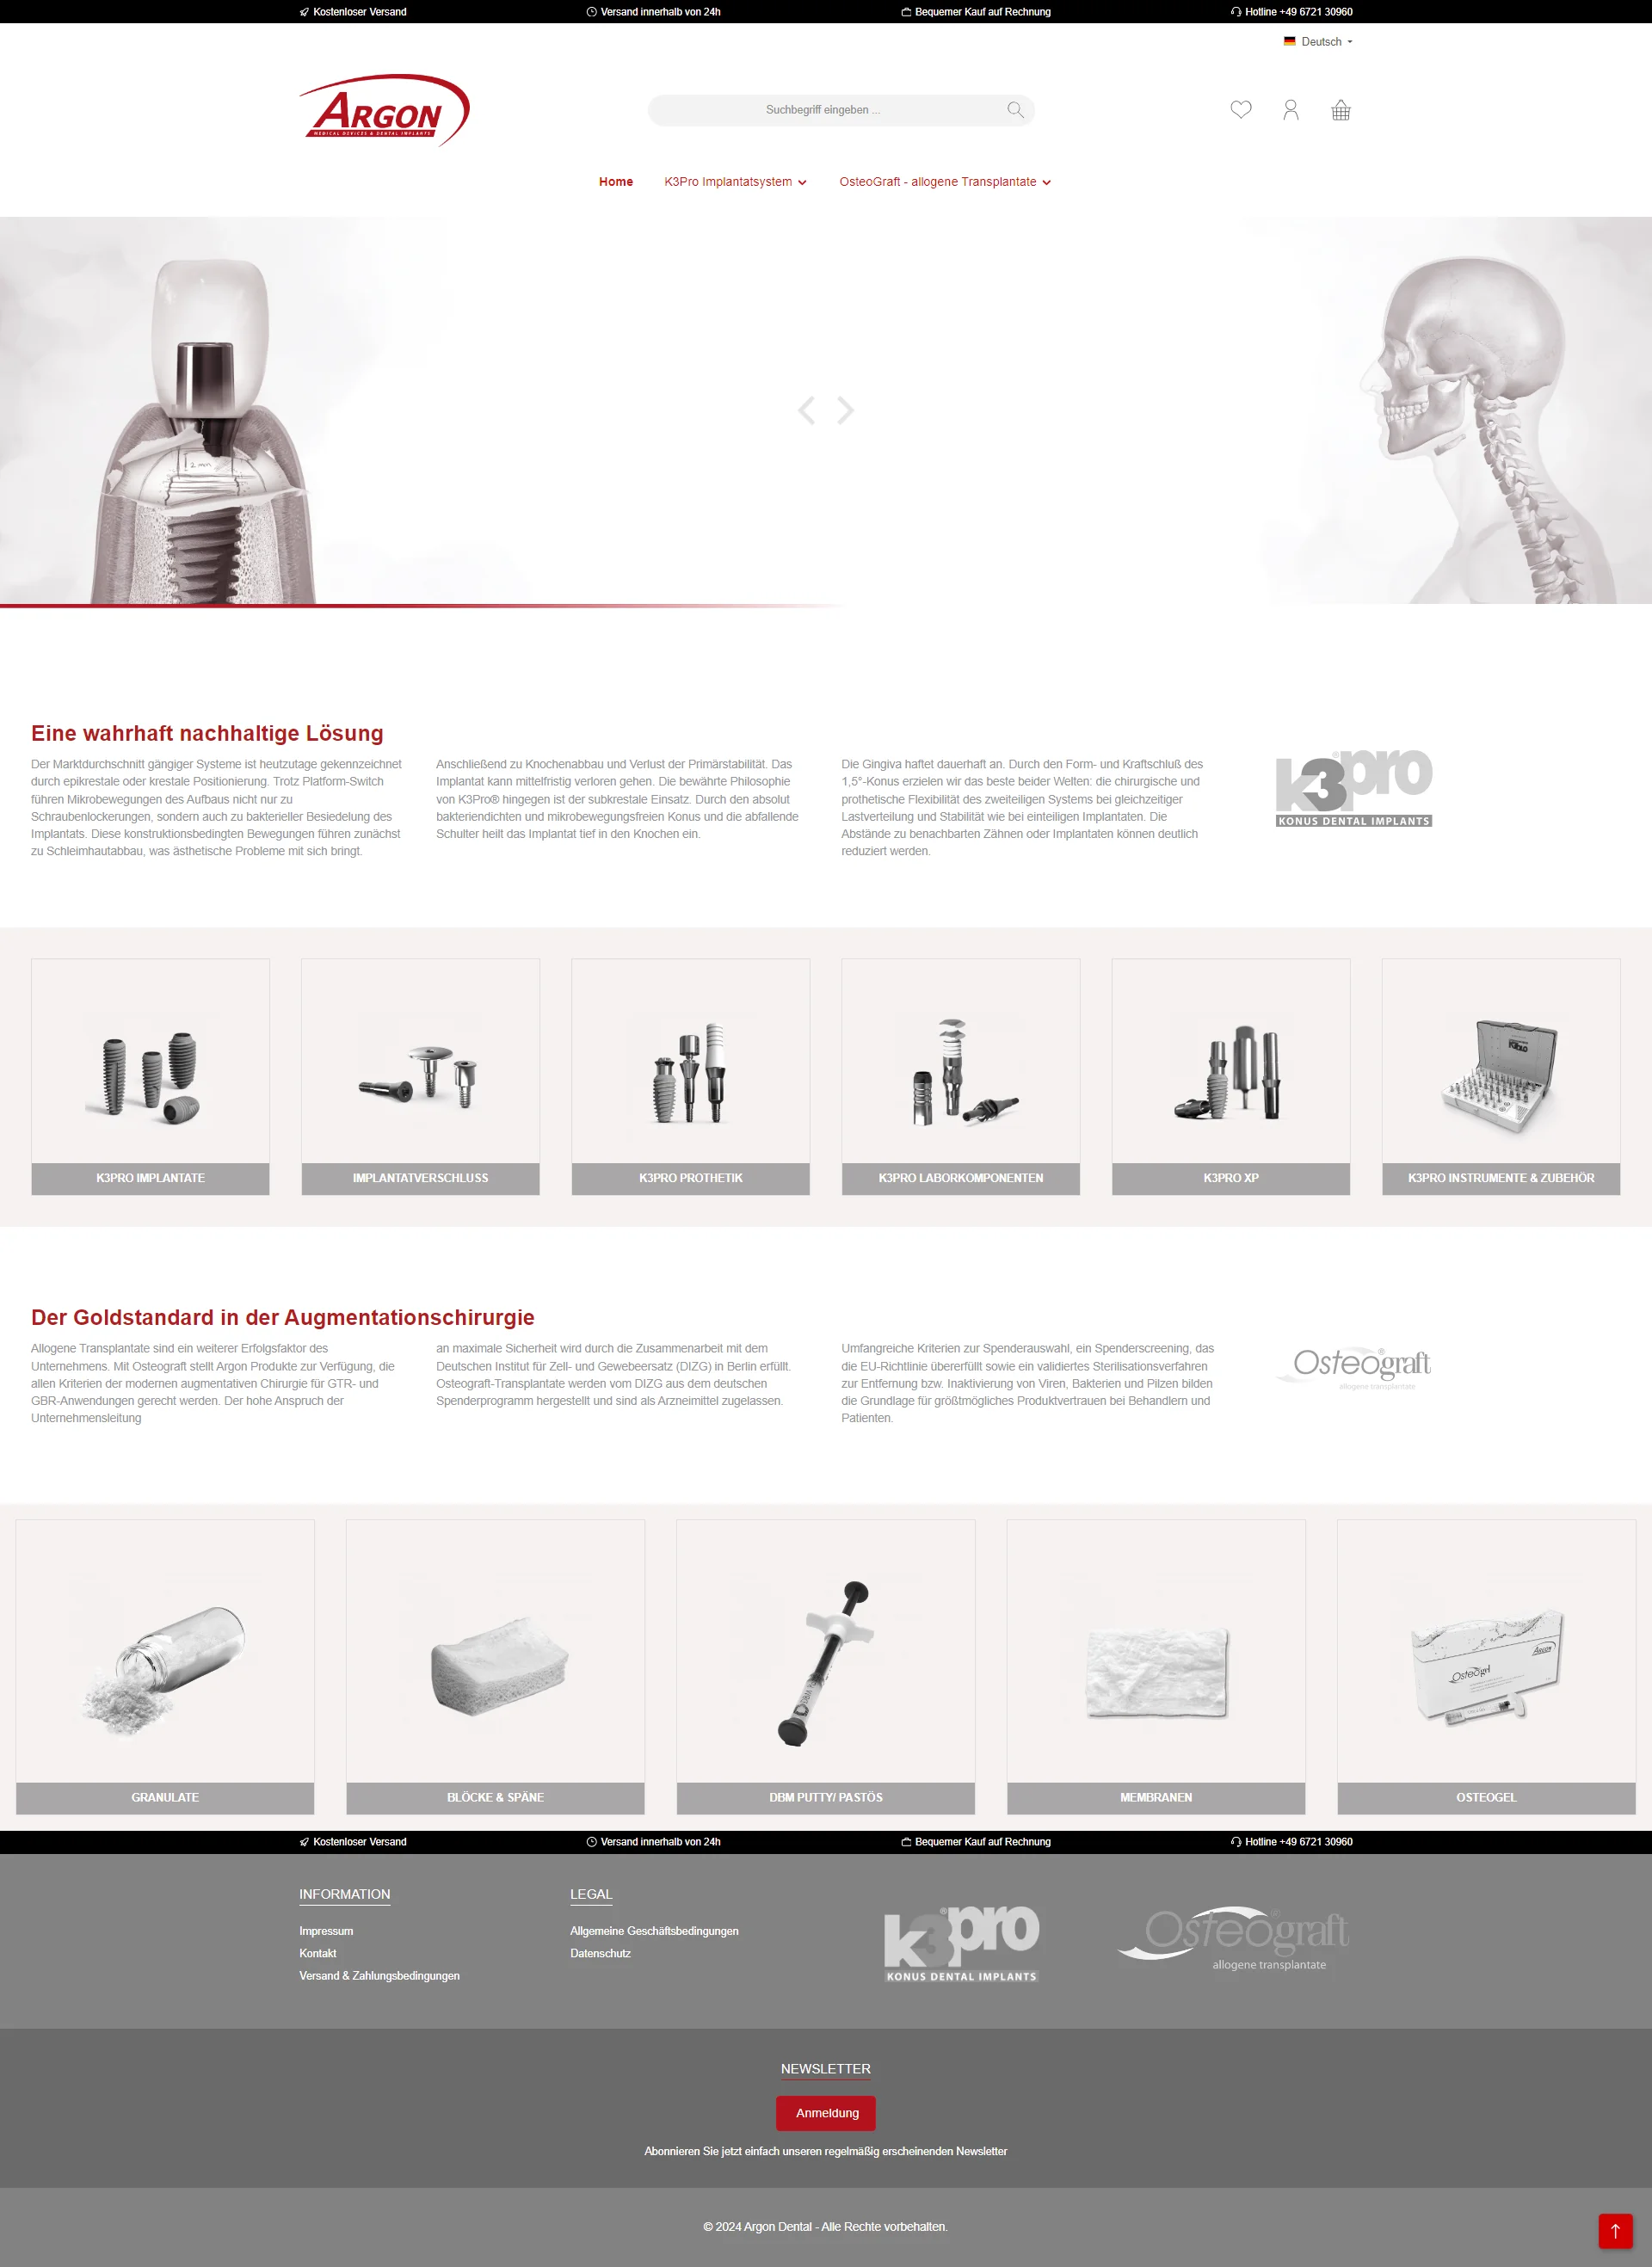 Kostenloser Versand
Versand innerhalb von 24h
Bequemer Kauf auf Rechnung
Hotline +49 6721 30960
Deutsch
ARGON
MEDICAL DEVICES & DENTAL IMPLANTS
Suchbegriff eingeben ...
Home
K3Pro Implantatsystem
OsteoGraft - allogene Transplantate
2 mm
Eine wahrhaft nachhaltige Lösung
Der Marktdurchschnitt gängiger Systeme ist heutzutage gekennzeichnet
durch epikrestale oder krestale Positionierung. Trotz Platform-Switch
führen Mikrobewegungen des Aufbaus nicht nur zu
Schraubenlockerungen, sondern auch zu bakterieller Besiedelung des
Implantats. Diese konstruktionsbedingten Bewegungen führen zunächst
zu Schleimhautabbau, was ästhetische Probleme mit sich bringt.
Anschließend zu Knochenabbau und Verlust der Primärstabilität. Das
Implantat kann mittelfristig verloren gehen. Die bewährte Philosophie
von K3Pro® hingegen ist der subkrestale Einsatz. Durch den absolut
bakteriendichten und mikrobewegungsfreien Konus und die abfallende
Schulter heilt das Implantat tief in den Knochen ein.
Die Gingiva haftet dauerhaft an. Durch den Form- und Kraftschluß des
1,5°-Konus erzielen wir das beste beider Welten: die chirurgische und
prothetische Flexibilität des zweiteiligen Systems bei gleichzeitiger
Lastverteilung und Stabilität wie bei einteiligen Implantaten. Die
Abstände zu benachbarten Zähnen oder Implantaten können deutlich
reduziert werden.
k3pro
KONUS DENTAL IMPLANTS
K3PRO IMPLANTATE
IMPLANTATVERSCHLUSS
K3PRO PROTHETIK
K3PRO LABORKOMPONENTEN
K3PRO XP
K3PRO INSTRUMENTE & ZUBEHÖR
Der Goldstandard in der Augmentationschirurgie
Allogene Transplantate sind ein weiterer Erfolgsfaktor des
Unternehmens. Mit Osteograft stellt Argon Produkte zur Verfügung, die
allen Kriterien der modernen augmentativen Chirurgie für GTR- und
GBR-Anwendungen gerecht werden. Der hohe Anspruch der
Unternehmensleitung
an maximale Sicherheit wird durch die Zusammenarbeit mit dem
Deutschen Institut für Zell- und Gewebeersatz (DIZG) in Berlin erfüllt.
Osteograft-Transplantate werden vom DIZG aus dem deutschen
Spenderprogramm hergestellt und sind als Arzneimittel zugelassen.
Umfangreiche Kriterien zur Spenderauswahl, ein Spenderscreening, das
die EU-Richtlinie übererfüllt sowie ein validiertes Sterilisationsverfahren
zur Entfernung bzw. Inaktivierung von Viren, Bakterien und Pilzen bilden
die Grundlage für größtmögliches Produktvertrauen bei Behandlern und
Patienten.
Osteograft®
allogene transplantate
Osteogel
ARGON
GRANULATE
BLÖCKE & SPÄNE
DBM PUTTY/ PASTÖS
MEMBRANEN
OSTEOGEL
Kostenloser Versand
Versand innerhalb von 24h
Bequemer Kauf auf Rechnung
Hotline +49 6721 30960
INFORMATION
Impressum
Kontakt
Versand & Zahlungsbedingungen
LEGAL
Allgemeine Geschäftsbedingungen
Datenschutz
k3®pro
KONUS DENTAL IMPLANTS
Osteograft®
allogene transplantate
NEWSLETTER
Anmeldung
Abonnieren Sie jetzt einfach unseren regelmäßig erscheinenden Newsletter
© 2024 Argon Dental - Alle Rechte vorbehalten.